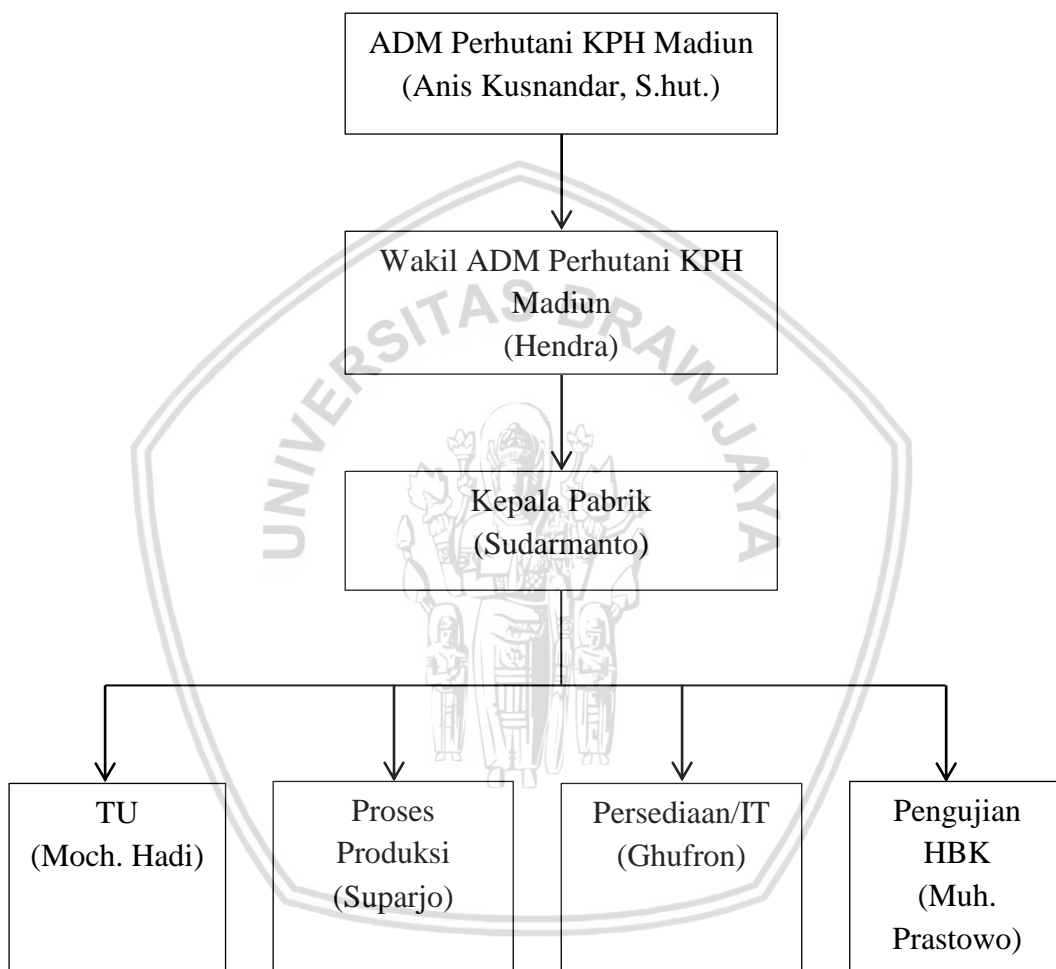 ADM Perhutani KPH Madiun
(Anis Kusnandar, S.hut.)
Wakil ADM Perhutani KPH
Madiun
(Hendra)
UNIVERSITAS BRAWIJAYA
Kepala Pabrik
(Sudarmanto)
TU
(Moch. Hadi)
Proses
Produksi
(Suparjo)
Persediaan/IT
(Ghufron)
Pengujian
HBK
(Muh.
Prastowo)